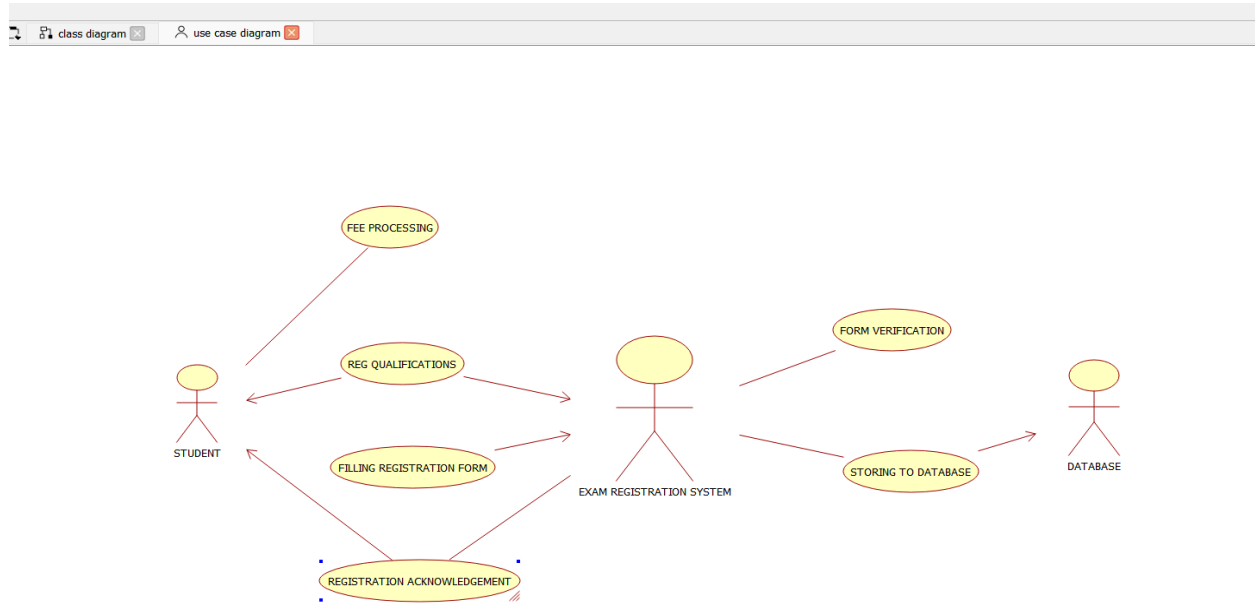 class diagram
use case diagram
FEE PROCESSING
FORM VERIFICATION
REG QUALIFICATIONS
STUDENT
FILLING REGISTRATION FORM
EXAM REGISTRATION SYSTEM
STORING TO DATABASE
DATABASE
REGISTRATION ACKNOWLEDGEMENT